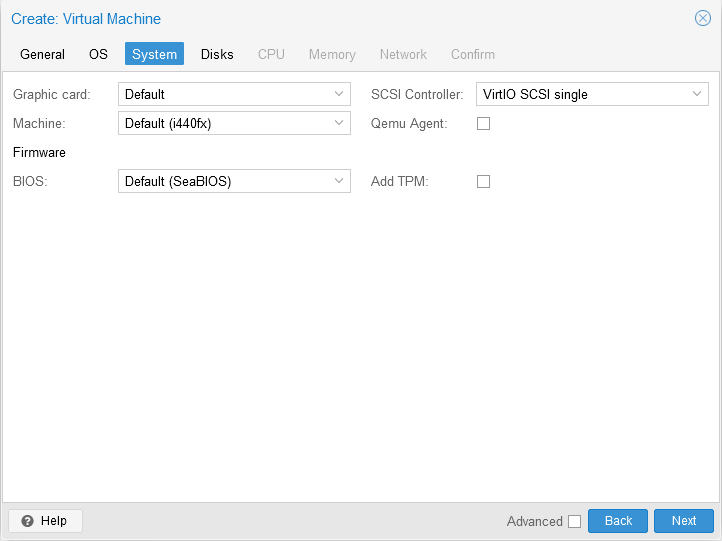 Create: Virtual Machine
General OS System Disks CPU Memory Network Confirm
Graphic card: Default SCSI Controller: VirtIO SCSI single
Machine: Default (i440fx) Qemu Agent:
Firmware
BIOS: Default (SeaBIOS) Add TPM:
? Help Advanced Back Next